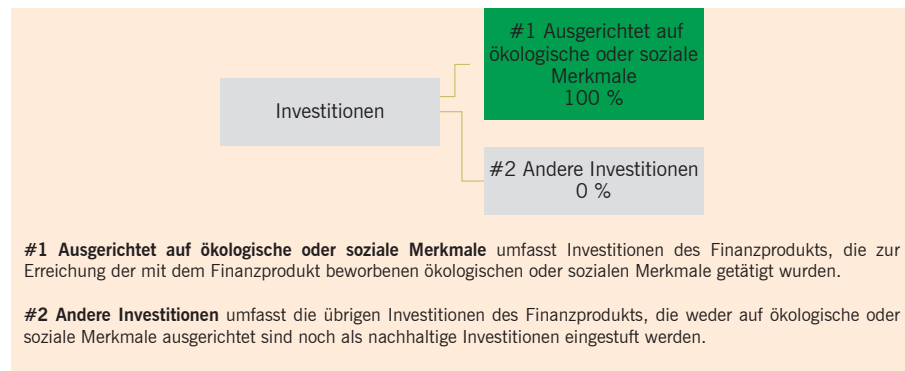 #1 Ausgerichtet auf
ökologische oder soziale
Merkmale
100 %
Investitionen
#2 Andere Investitionen
0 %
#1 Ausgerichtet auf ökologische oder soziale Merkmale umfasst Investitionen des Finanzprodukts, die zur
Erreichung der mit dem Finanzprodukt beworbenen ökologischen oder sozialen Merkmale getätigt wurden.
#2 Andere Investitionen umfasst die übrigen Investitionen des Finanzprodukts, die weder auf ökologische oder
soziale Merkmale ausgerichtet sind noch als nachhaltige Investitionen eingestuft werden.